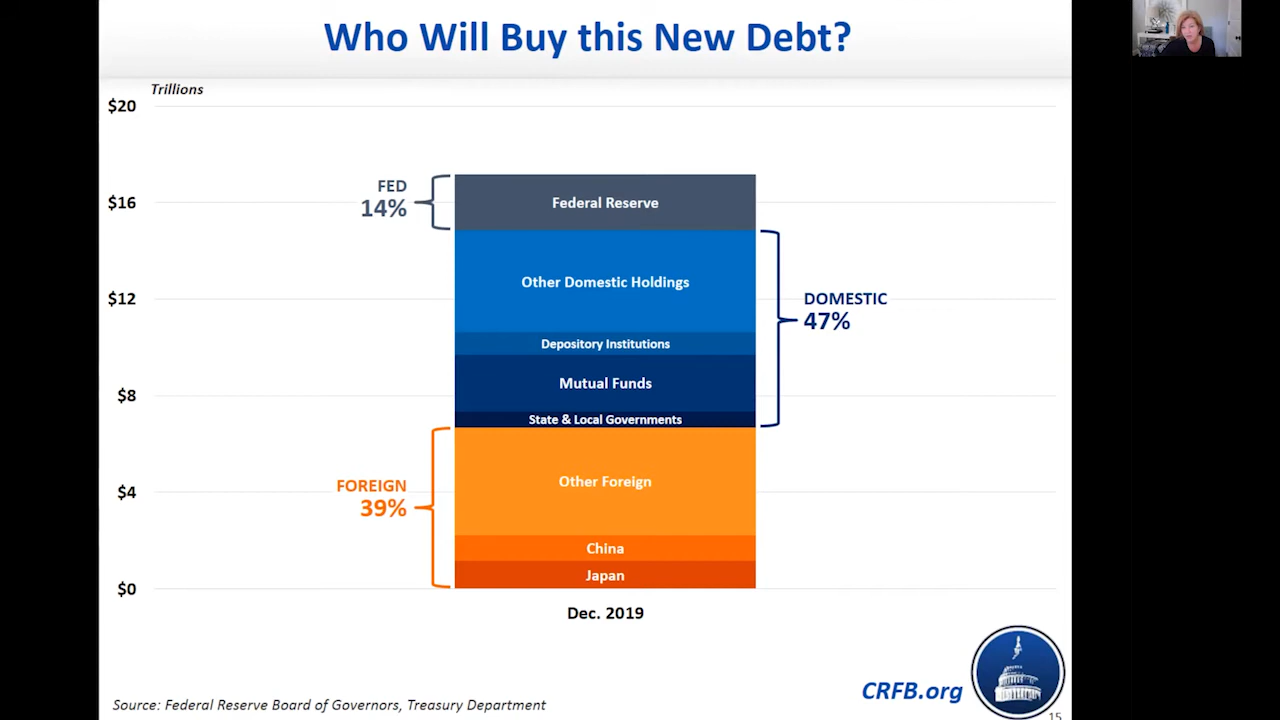 Who Will Buy this New Debt?
Trillions
$20
$16
$12
$8
$4
$0
FED
14%
Federal Reserve
Other Domestic Holdings
DOMESTIC
47%
Depository Institutions
Mutual Funds
State & Local Governments
FOREIGN
39%
Other Foreign
China
Japan
Dec. 2019
CRFB.org
Source: Federal Reserve Board of Governors, Treasury Department
15